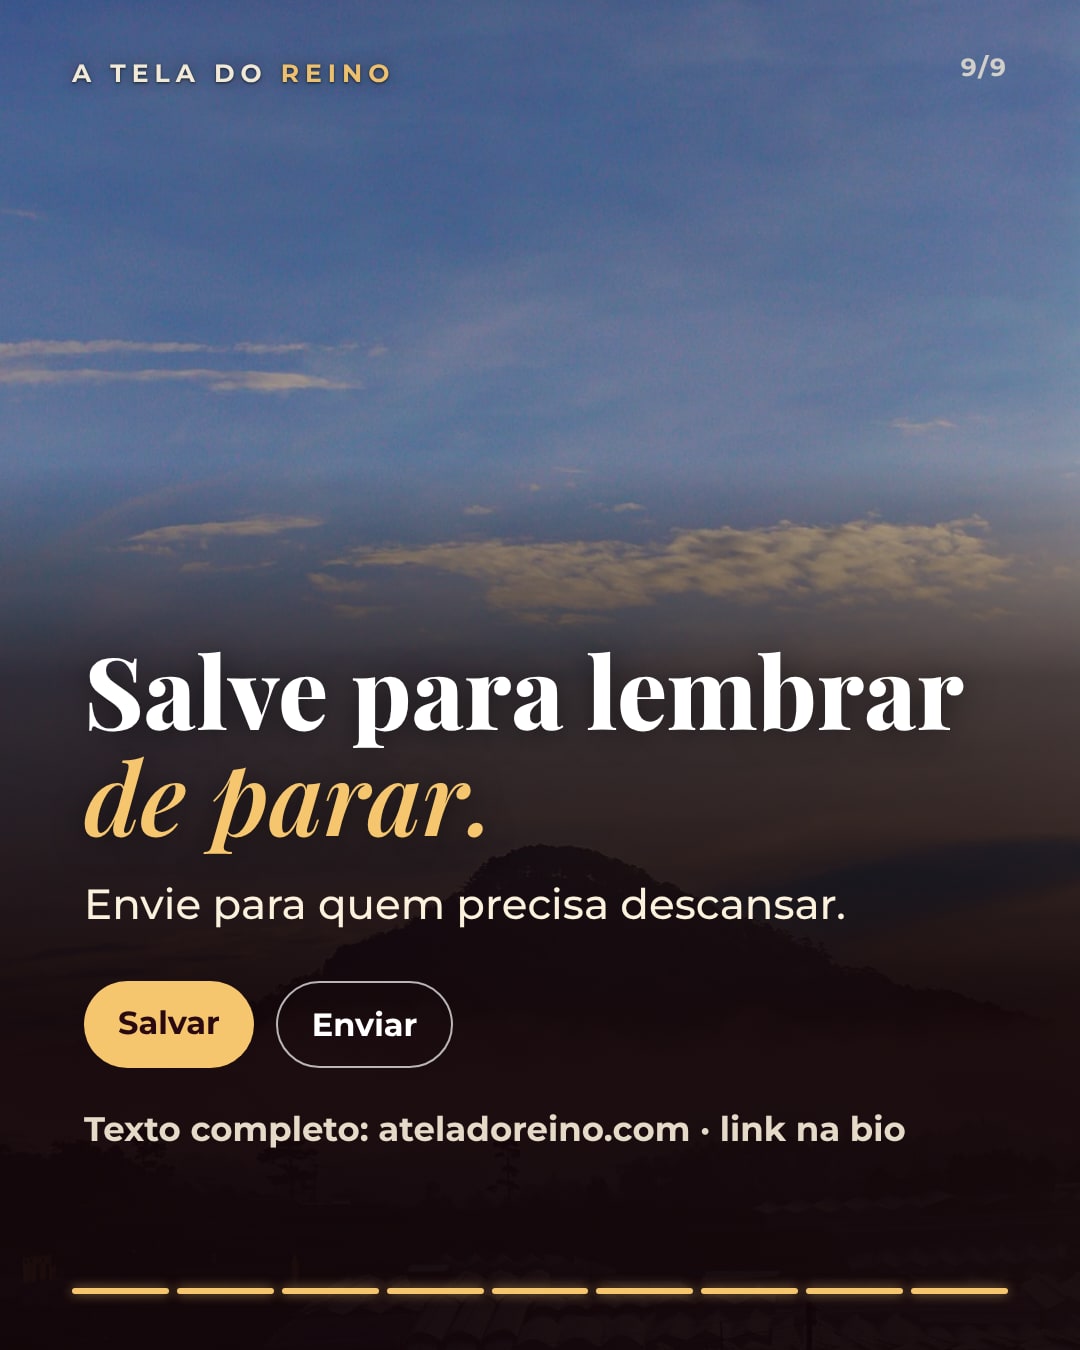 A TELA DO REINO
9/9
Salve para lembrar
de parar.
Envie para quem precisa descansar.
Salvar
Enviar
Texto completo: ateladoreino.com · link na bio